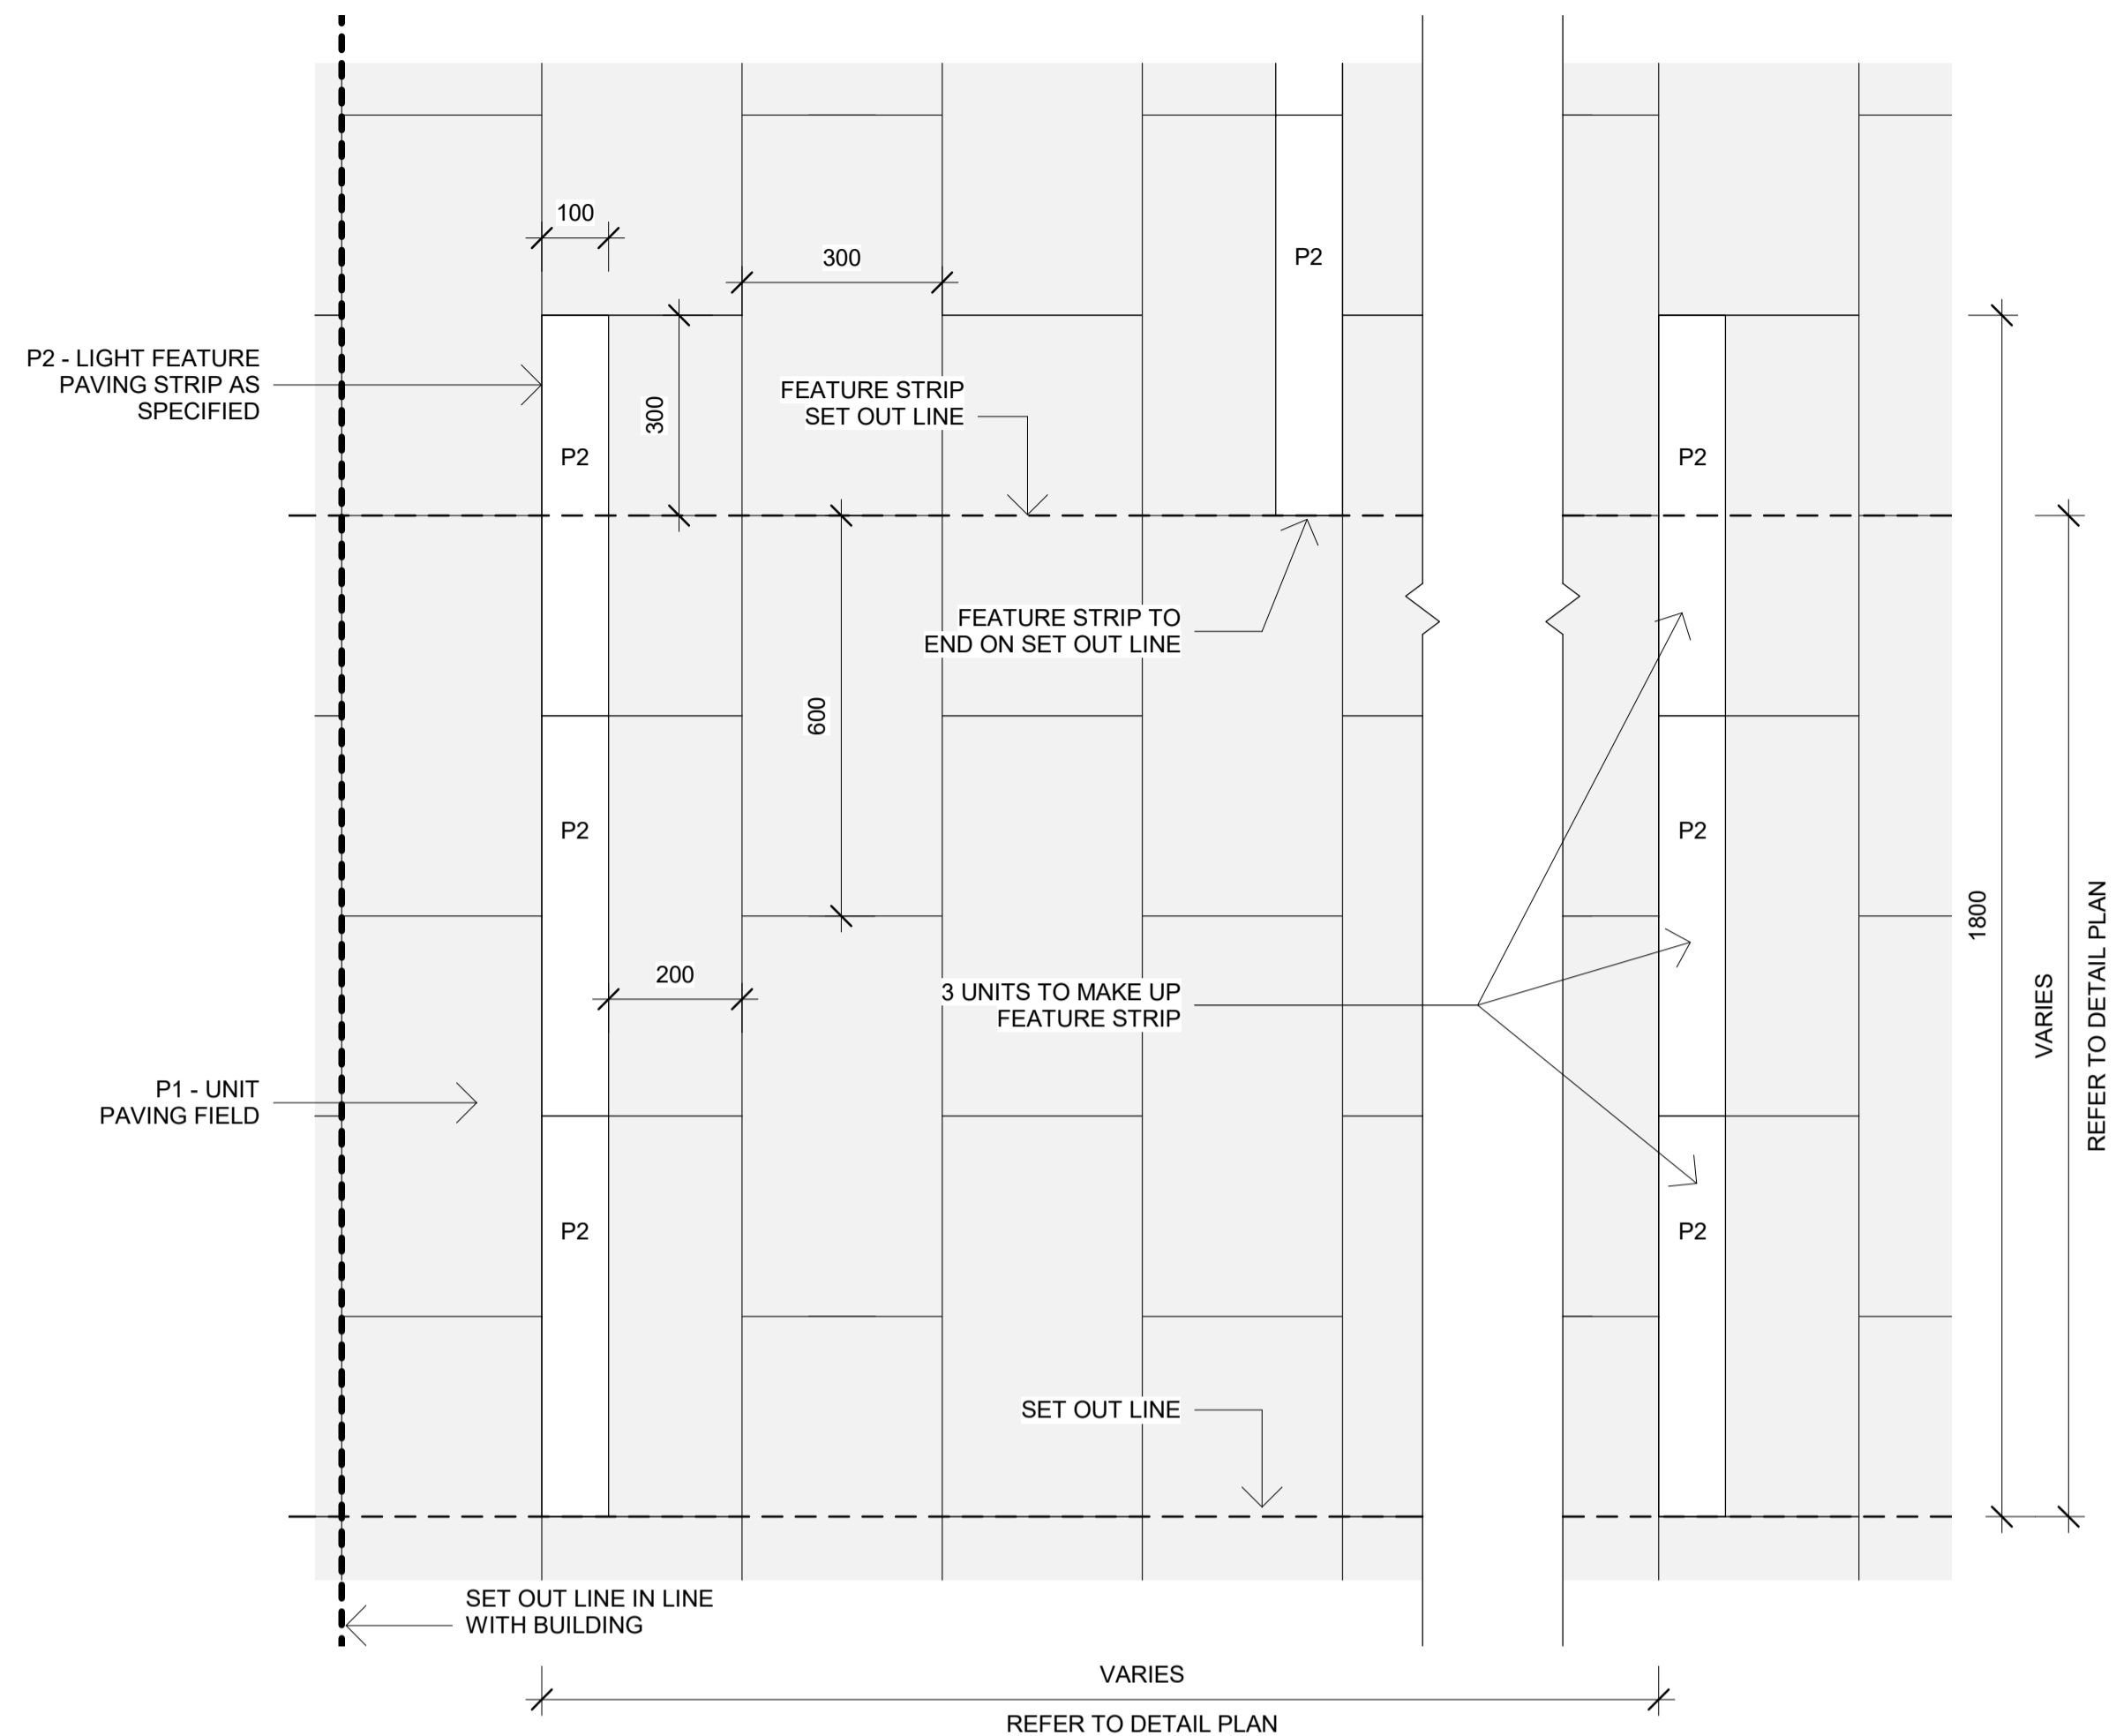 100
300
P2
P2 - LIGHT FEATURE
PAVING STRIP AS
SPECIFIED
300
FEATURE STRIP
SET OUT LINE
P2
P2
FEATURE STRIP TO
END ON SET OUT LINE
600
P2
P2
200
3 UNITS TO MAKE UP
FEATURE STRIP
1800
VARIES
REFER TO DETAIL PLAN
P1 - UNIT
PAVING FIELD
P2
P2
SET OUT LINE
SET OUT LINE IN LINE
WITH BUILDING
VARIES
REFER TO DETAIL PLAN